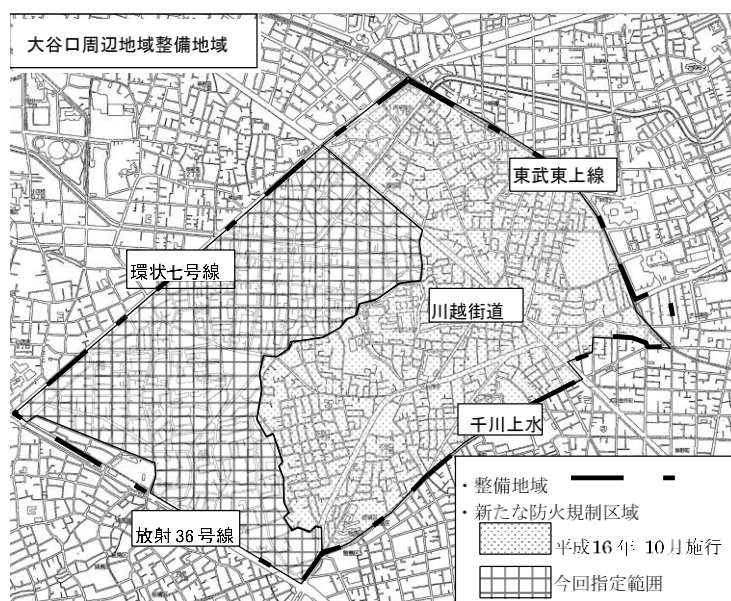 大谷口周辺地域整備地域
東武東上線
環状七号線
川越街道
千川上水
放射36号線
・整備地域
・新たな防火規制区域
平成16年 10月施行
今回指定範囲